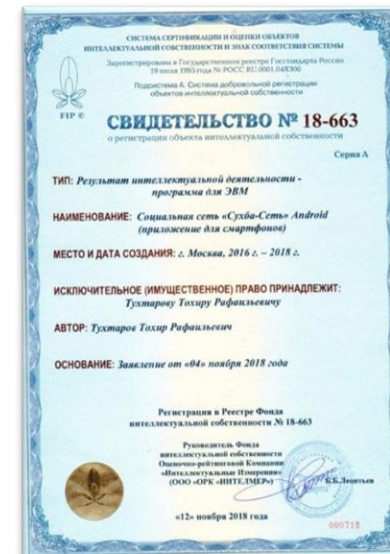 СИСТЕМА СЕРТИФИКАЦИИ И ОЦЕНКИ ОБЪЕКТОВ
ИНТЕЛЛЕКТУАЛЬНОЙ СОБСТВЕННОСТИ И ЗНАК СООТВЕТСТВИЯ СИСТЕМЫ
Зарегистрирована в Государственном реестре Госстандарта России
19 июля 1995 года № РОСС RU.0001.04Я300
Подсистема А. Система добровольной регистрации
объектов интеллектуальной собственности
FIP ©
СВИДЕТЕЛЬСТВО № 18-663
о регистрации объекта интеллектуальной собственности
Серия А
ТИП: Результат интеллектуальной деятельности -
программа для ЭВМ
НАИМЕНОВАНИЕ: Социальная сеть «Сухба-Сеть» Android
(приложение для смартфонов)
МЕСТО И ДАТА СОЗДАНИЯ: г. Москва, 2016 г. – 2018 г.
ИСКЛЮЧИТЕЛЬНОЕ (ИМУЩЕСТВЕННОЕ) ПРАВО ПРИНАДЛЕЖИТ:
Тухтарову Тохиру Рафаильевичу
АВТОР: Тухтаров Тохир Рафаильевич
ОСНОВАНИЕ: Заявление от «04» ноября 2018 года
Регистрация в Реестре Фонда
интеллектуальной собственности № 18-663
Руководитель Фонда
интеллектуальной собственности
Оценочно-рейтинговой Компании
«Интеллектуальные Измерения»
(ООО «ОРК «ИНТЕЛМЕР»)
Б.Б.Леонтьев
«12» ноября 2018 года
000712